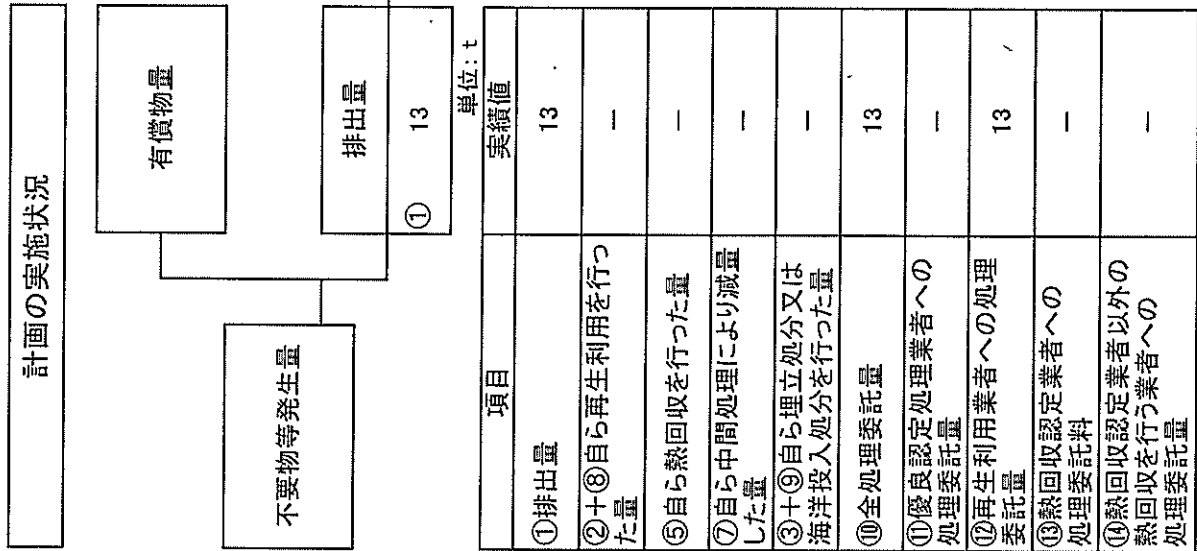 計画の実施状況
不要物等発生量
有償物量
排出量
① 13
単位:t
項目 実績値
①排出量 13
②+⑧自ら再生利用を行っ
た量 －
⑤自ら熱回収を行った量 －
⑦自ら中間処理により減量
した量 －
③+⑨自ら埋立処分又は
海洋投入処分を行った量 －
⑩全処理委託量 13
⑪優良認定処理業者への
処理委託量 －
⑫再生利用業者への処理
委託量 13
⑬熱回収認定業者への
処理委託料 －
⑭熱回収認定業者以外の
熱回収を行う業者への
処理委託量 －